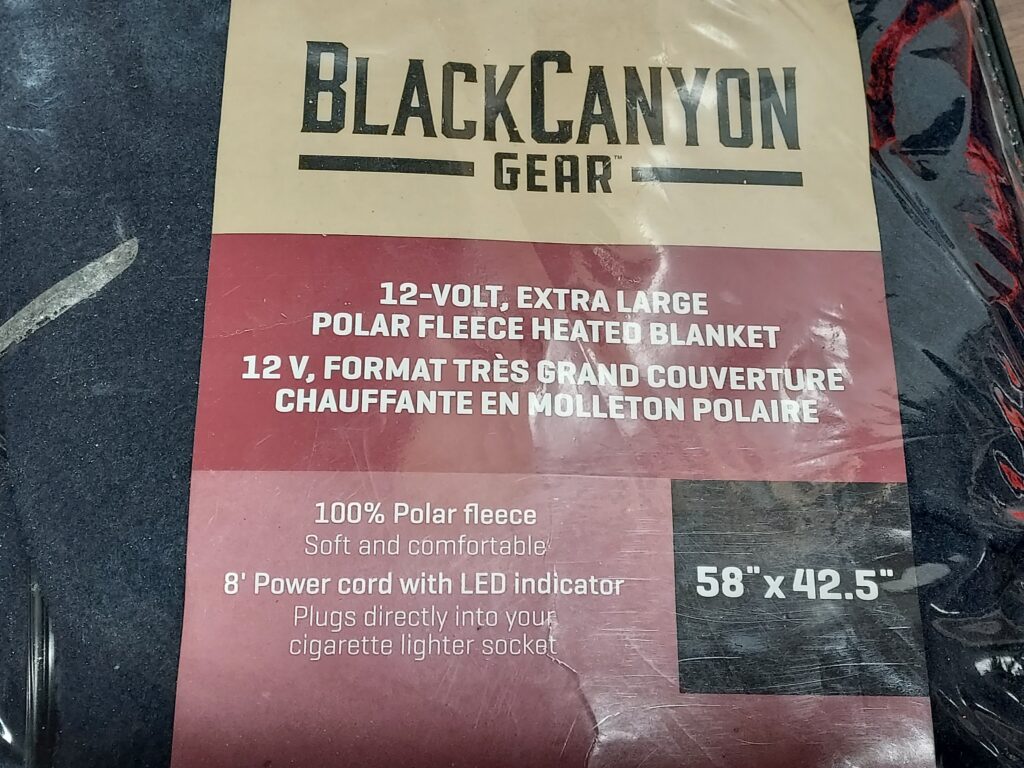 BLACKCANYON
GEAR™
12-VOLT, EXTRA LARGE
POLAR FLEECE HEATED BLANKET
12 V, FORMAT TRÈS GRAND COUVERTURE
CHAUFFANTE EN MOLLETON POLAIRE
100% Polar fleece
Soft and comfortable
8' Power cord with LED indicator
Plugs directly into your
cigarette lighter socket
58" x 42.5"